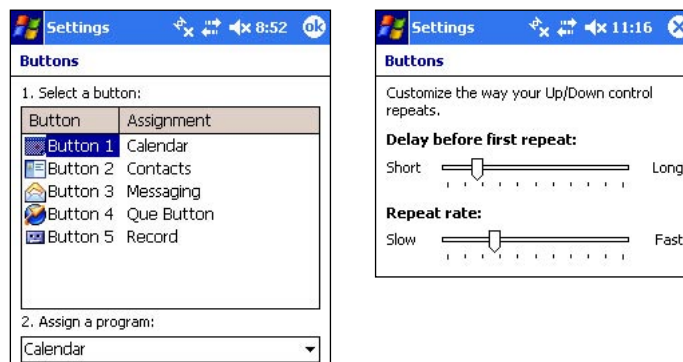 Settings 8:52 ok
Buttons
1. Select a button:
Button Assignment
Button 1 Calendar
Button 2 Contacts
Button 3 Messaging
Button 4 Que Button
Button 5 Record
2. Assign a program:
Calendar
Settings 11:16
Buttons
Customize the way your Up/Down control
repeats.
Delay before first repeat:
Short Long
Repeat rate:
Slow Fast